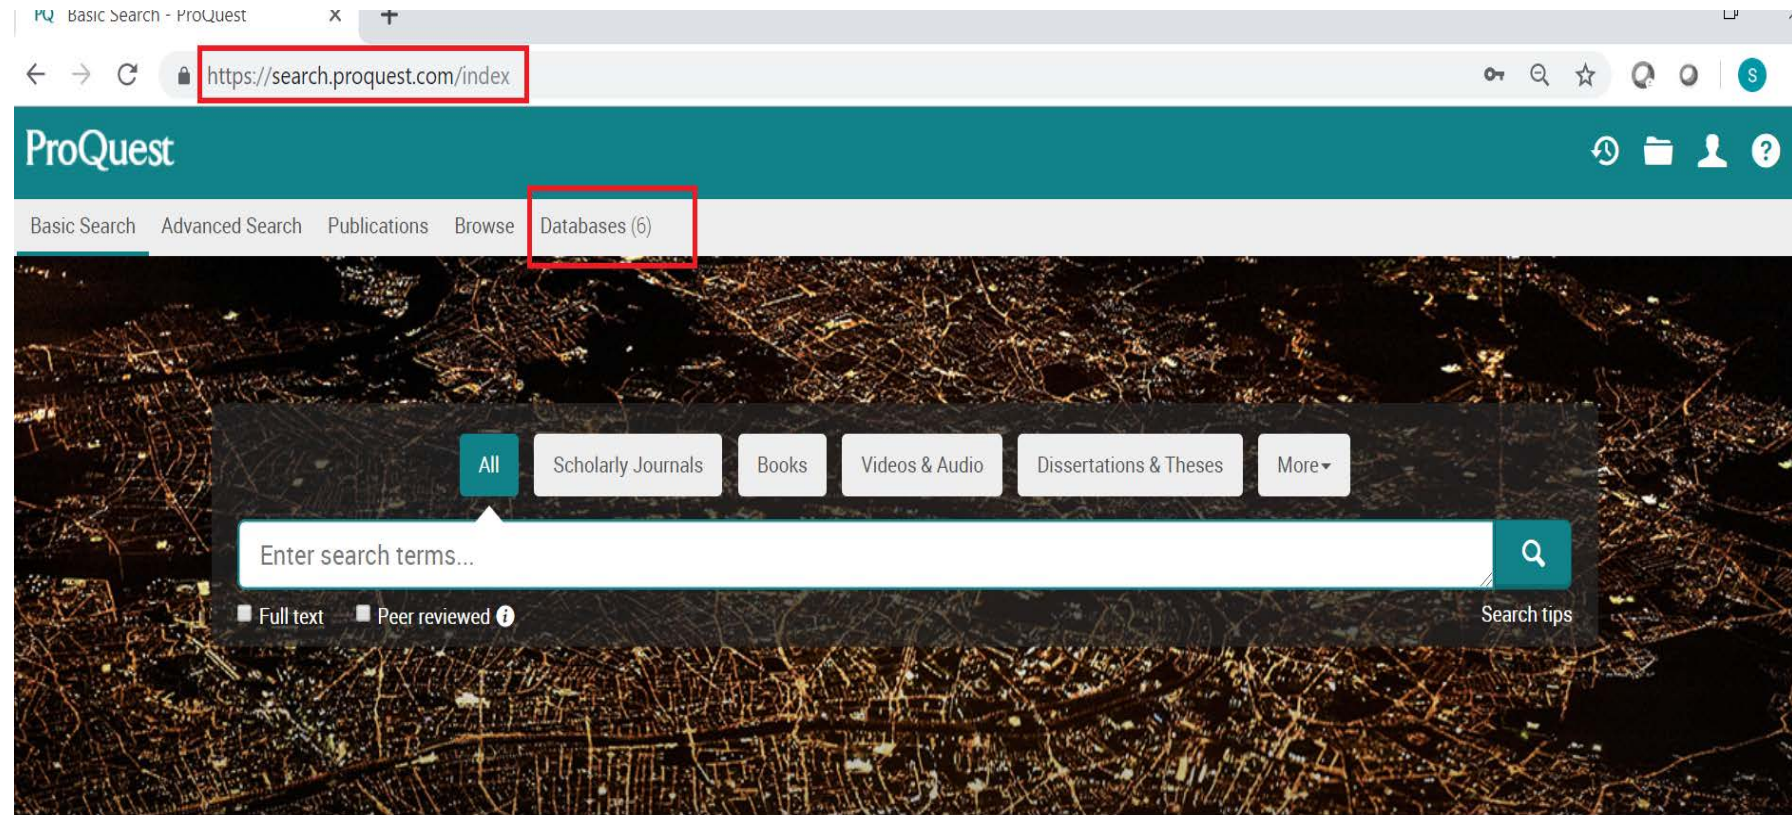 PQ Basic Search - ProQuest X +
https://search.proquest.com/index S
ProQuest ?
Basic Search Advanced Search Publications Browse Databases (6)
All Scholarly Journals Books Videos & Audio Dissertations & Theses More
Enter search terms...
Full text Peer reviewed i Search tips